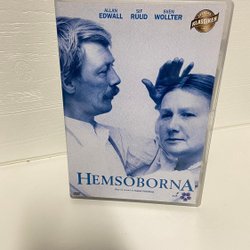 ALLAN SIF SVEN
EDWALL RUUD WOLLTER
KLASSIKER
HEMSÖBORNA